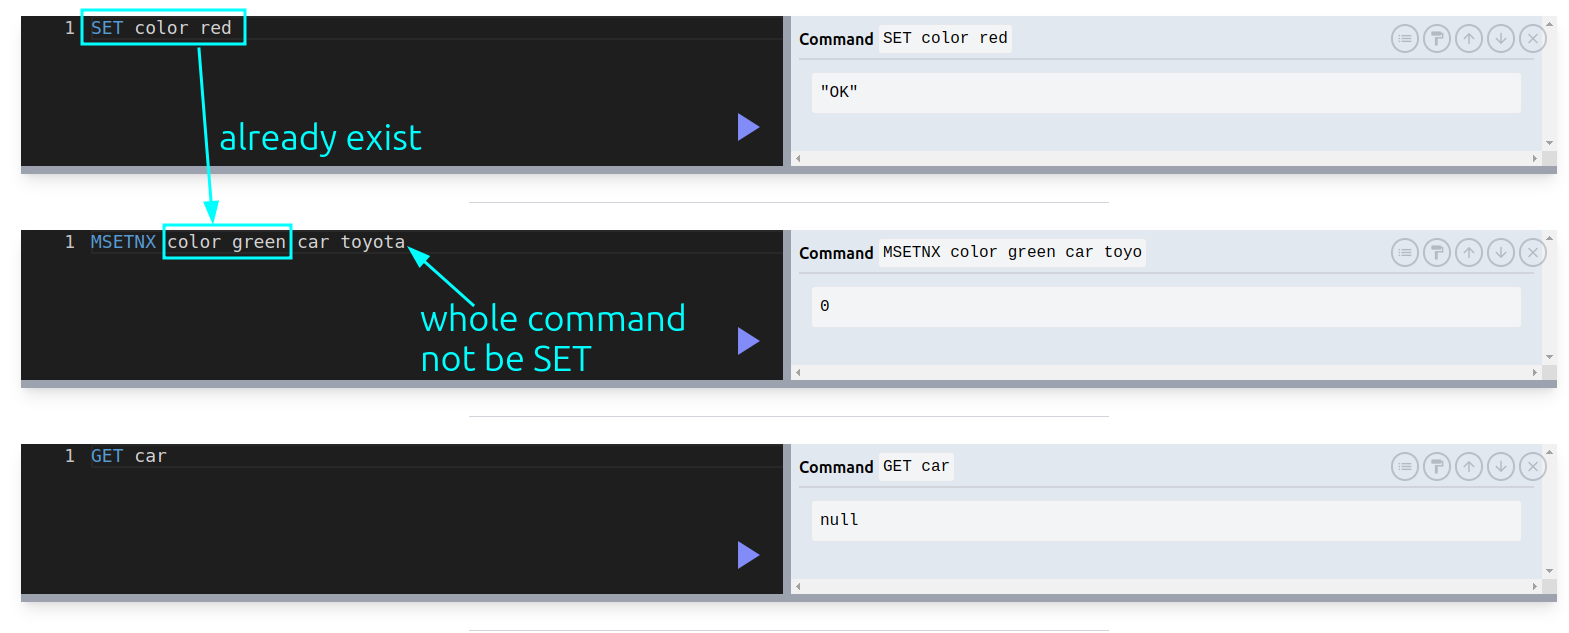 1 SET color red
Command SET color red
"OK"
already exist
1 MSETNX color green car toyota
Command MSETNX color green car toyo
0
whole command
not be SET
1 GET car
Command GET car
null